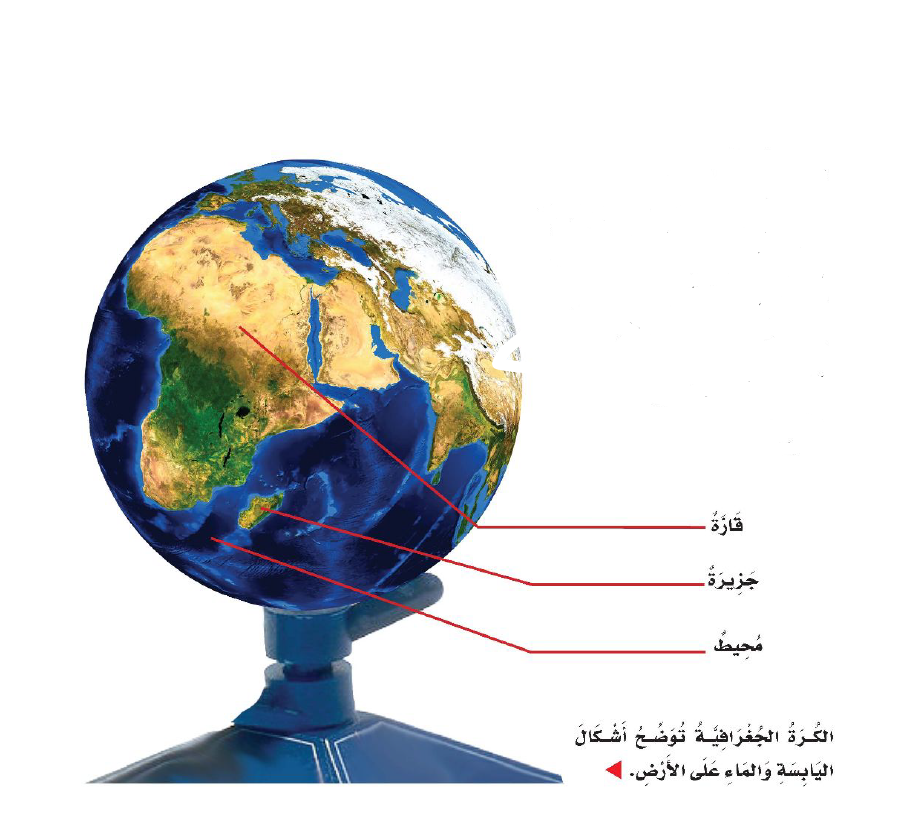 قَارَّةٌ
جَزِيرَةٌ
مُحِيطٌ
الكُرَةُ الجُغْرَافِيَّةُ تُوَضِّحُ أَشْكَالَ
اليَابِسَةِ وَالمَاءِ عَلَى الأَرْضِ.